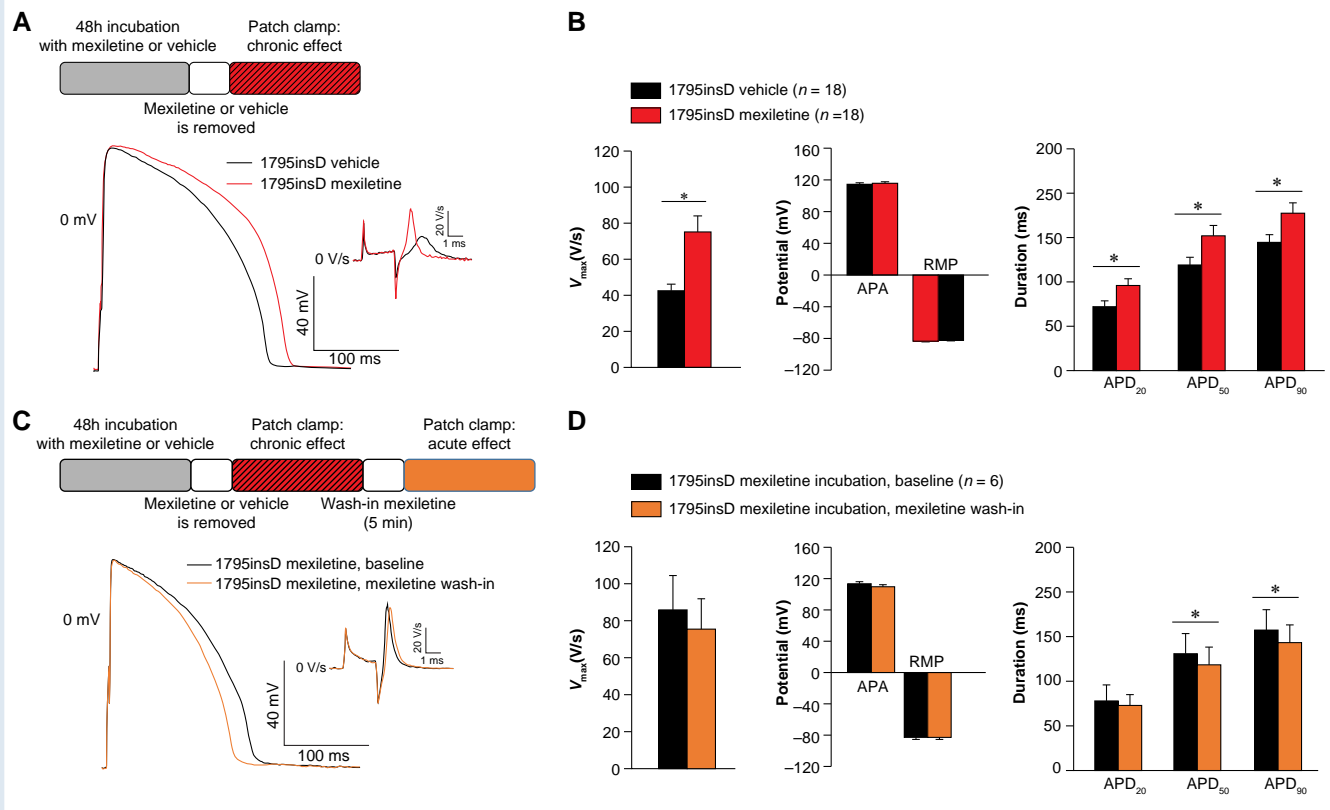 A
48h incubation
with mexiletine or vehicle
Patch clamp:
chronic effect
Mexiletine or vehicle
is removed
1795insD vehicle
1795insD mexiletine
0 mV
20 V/s
1 ms
0 V/s
40 mV
100 ms
B
1795insD vehicle (n = 18)
1795insD mexiletine (n =18)
120
100
80
60
40
20
0
Vmax(V/s)
*
160
120
80
40
0
−40
−80
−120
Potential (mV)
APA
RMP
200
250
150
100
50
0
Duration (ms)
*
*
*
APD20
APD50
APD90
C
48h incubation
with mexiletine or vehicle
Patch clamp:
chronic effect
Patch clamp:
acute effect
Mexiletine or vehicle
is removed
Wash-in mexiletine
(5 min)
1795insD mexiletine, baseline
1795insD mexiletine, mexiletine wash-in
0 mV
20 V/s
1 ms
0 V/s
40 mV
100 ms
D
1795insD mexiletine incubation, baseline (n = 6)
1795insD mexiletine incubation, mexiletine wash-in
120
100
80
60
40
20
0
Vmax(V/s)
160
120
80
40
0
−40
−80
−120
Potential (mV)
APA
RMP
200
150
100
50
0
Duration (ms)
*
*
APD20
APD50
APD90